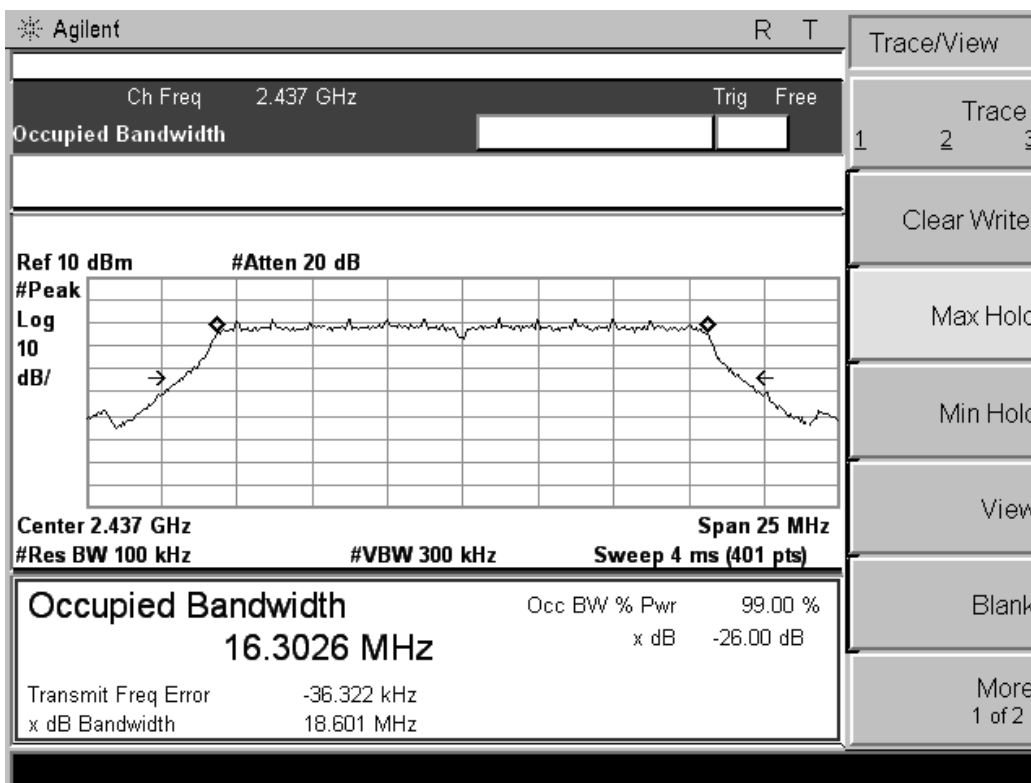 Agilent R T
Ch Freq 2.437 GHz Trig Free
Occupied Bandwidth
Ref 10 dBm #Atten 20 dB
#Peak
Log
10
dB/
Center 2.437 GHz Span 25 MHz
#Res BW 100 kHz #VBW 300 kHz Sweep 4 ms (401 pts)
Occupied Bandwidth Occ BW % Pwr 99.00 %
16.3026 MHz x dB -26.00 dB
Transmit Freq Error -36.322 kHz
x dB Bandwidth 18.601 MHz
Trace/View
Trace
1 2 3
Clear Write
Max Hold
Min Hold
View
Blank
More
1 of 2